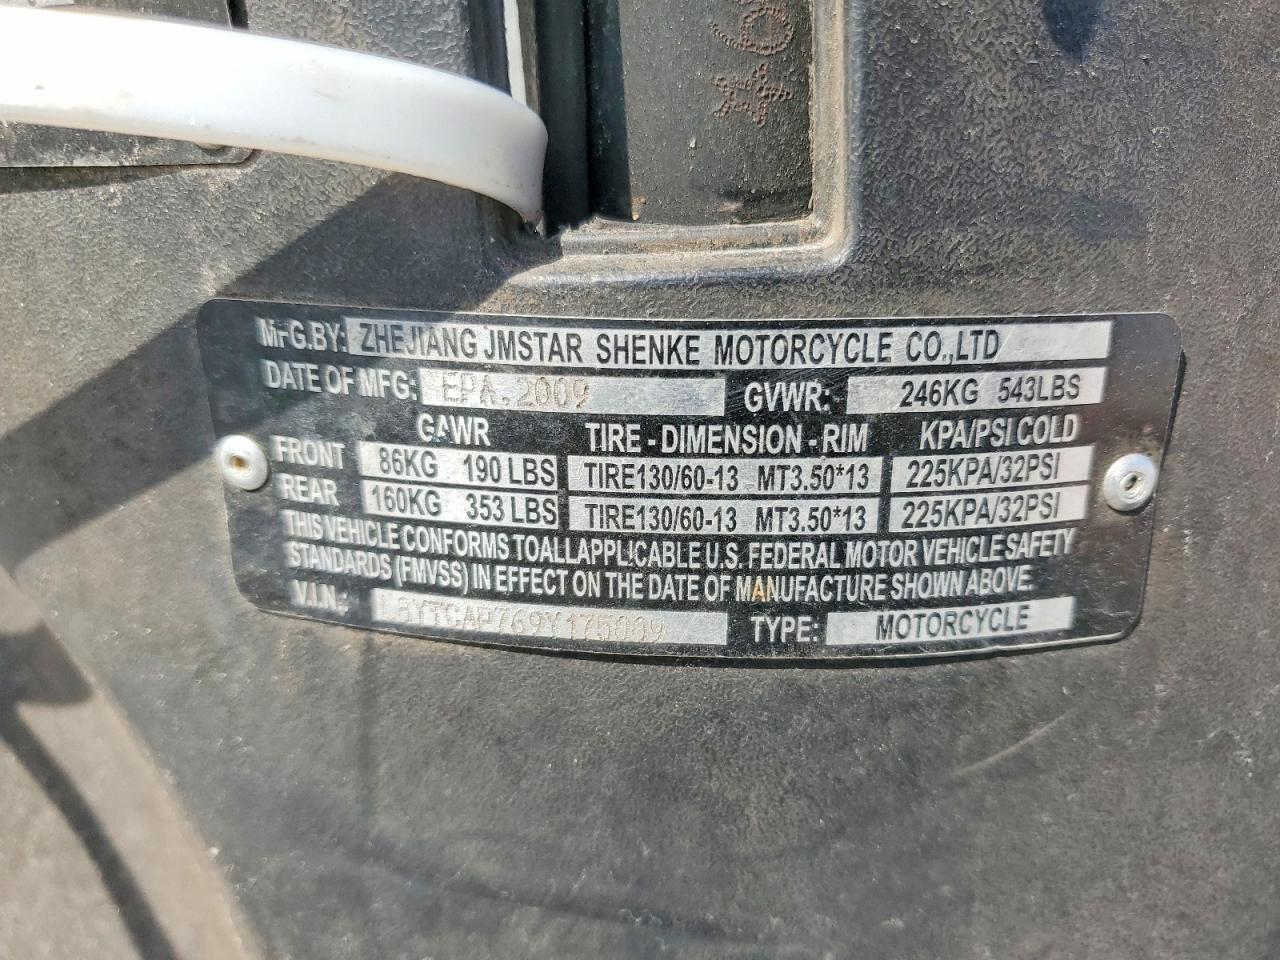 *6
MFG.BY: ZHEJIANG JMSTAR SHENKE MOTORCYCLE CO.,LTD
DATE OF MFG: EPA.2009 GVWR: 246KG 543LBS
GAWR TIRE - DIMENSION - RIM KPA/PSI COLD
FRONT 86KG 190 LBS TIRE130/60-13 MT3.50*13 225KPA/32PSI
REAR 160KG 353 LBS TIRE130/60-13 MT3.50*13 225KPA/32PSI
THIS VEHICLE CONFORMS TOALLAPPLICABLE U.S. FEDERAL MOTOR VEHICLE SAFETY
STANDARDS (FMVSS) IN EFFECT ON THE DATE OF MANUFACTURE SHOWN ABOVE
V.I.N.: TYPE: MOTORCYCLE